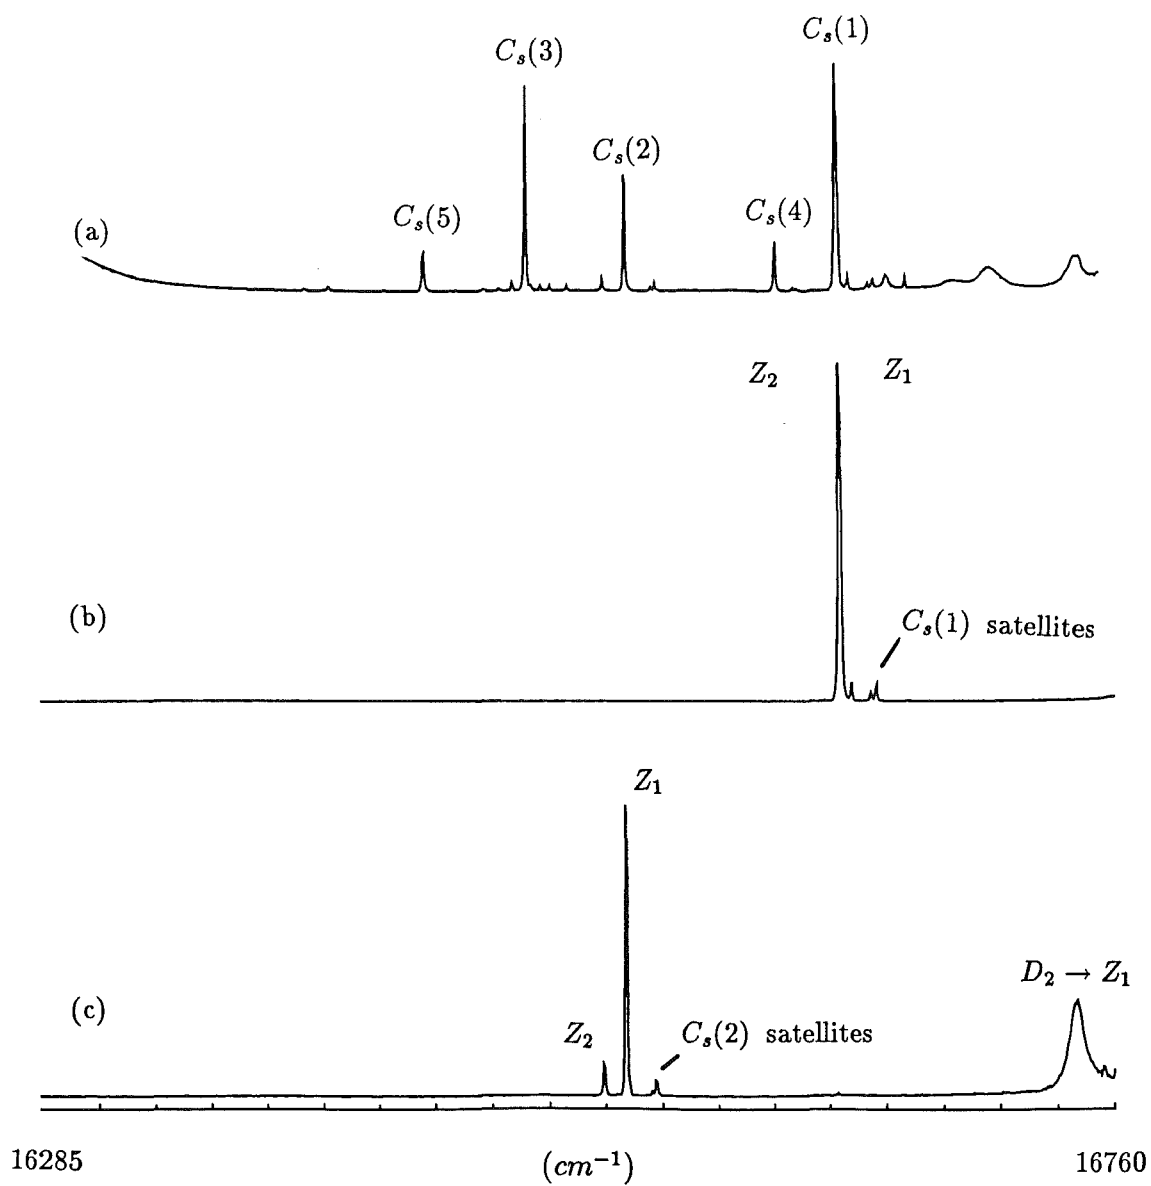 C_s(1)
C_s(3)
C_s(2)
C_s(4)
C_s(5)
(a)
Z_2 Z_1
(b)
C_s(1) satellites
Z_1
D_2 → Z_1
(c)
Z_2
C_s(2) satellites
16285 (cm^{-1}) 16760